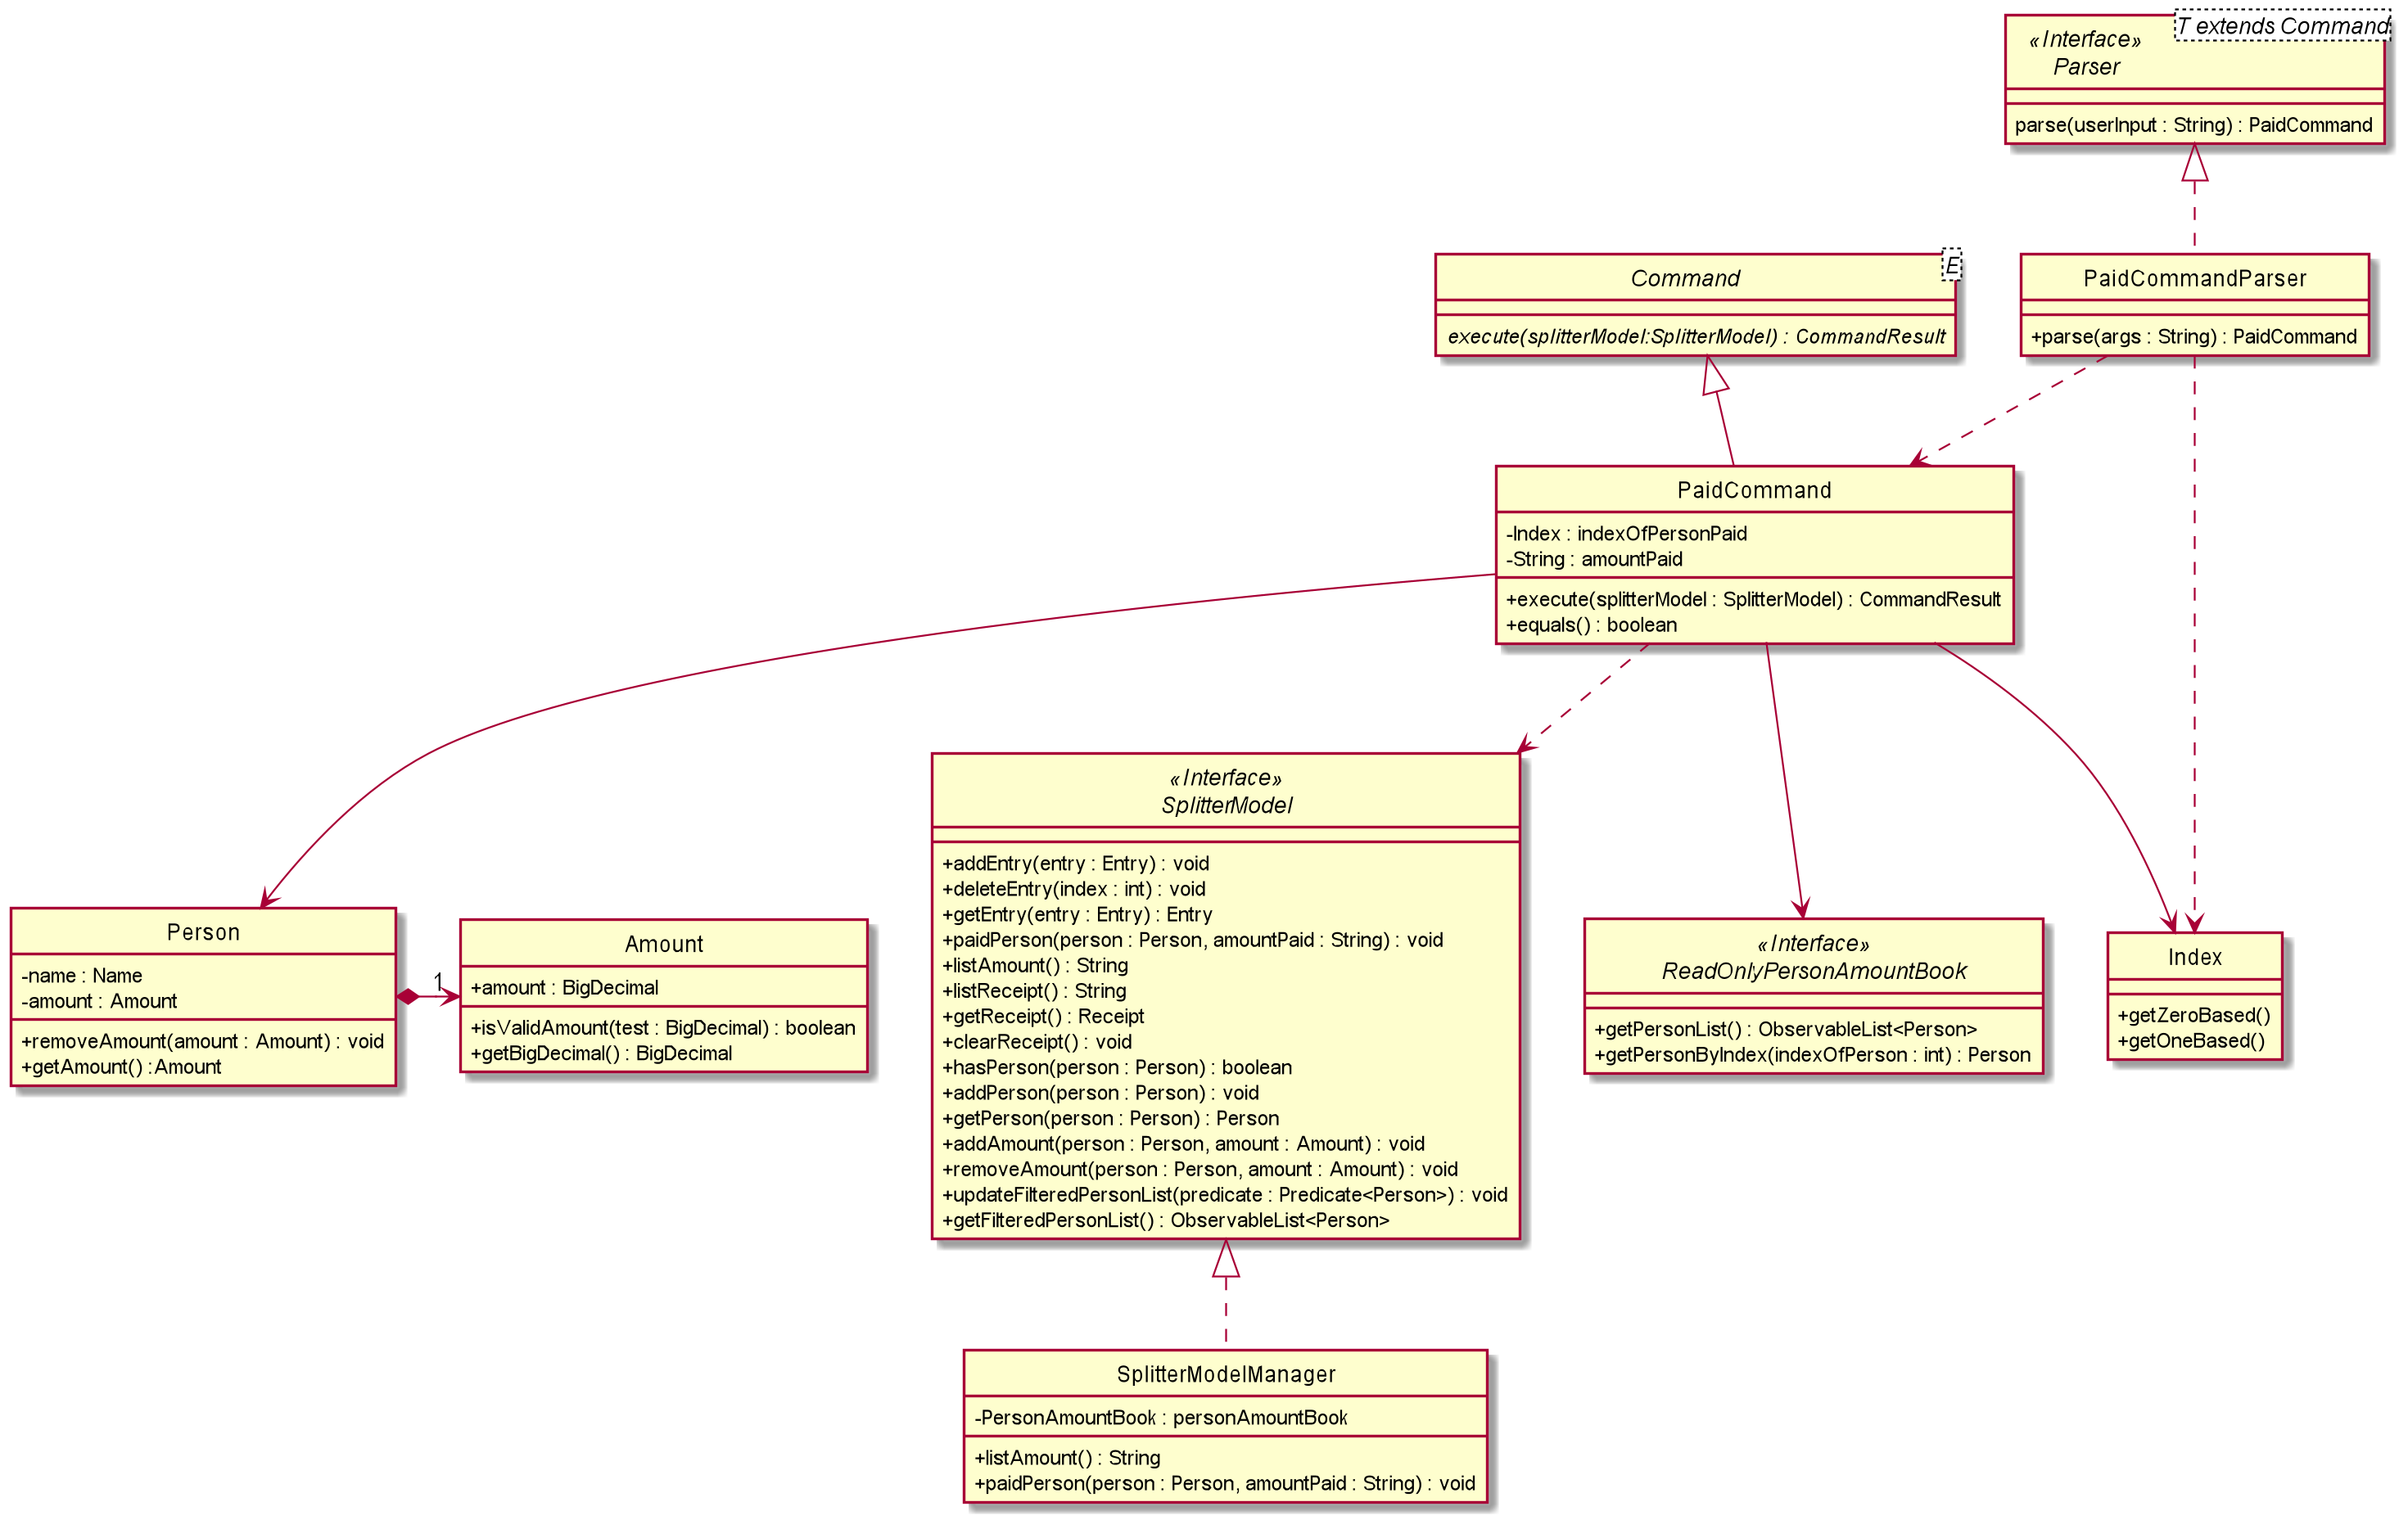 T extends Command
«Interface»
Parser
parse(userInput : String) : PaidCommand
E
Command
execute(splitterModel:SplitterModel) : CommandResult
PaidCommandParser
+parse(args : String) : PaidCommand
PaidCommand
-Index : indexOfPersonPaid
-String : amountPaid
+execute(splitterModel : SplitterModel) : CommandResult
+equals() : boolean
Person
-name : Name
-amount : Amount
+removeAmount(amount : Amount) : void
+getAmount() :Amount
1
Amount
+amount : BigDecimal
+isValidAmount(test : BigDecimal) : boolean
+getBigDecimal() : BigDecimal
«Interface»
SplitterModel
+addEntry(entry : Entry) : void
+deleteEntry(index : int) : void
+getEntry(entry : Entry) : Entry
+paidPerson(person : Person, amountPaid : String) : void
+listAmount() : String
+listReceipt() : String
+getReceipt() : Receipt
+clearReceipt() : void
+hasPerson(person : Person) : boolean
+addPerson(person : Person) : void
+getPerson(person : Person) : Person
+addAmount(person : Person, amount : Amount) : void
+removeAmount(person : Person, amount : Amount) : void
+updateFilteredPersonList(predicate : Predicate<Person>) : void
+getFilteredPersonList() : ObservableList<Person>
«Interface»
ReadOnlyPersonAmountBook
+getPersonList() : ObservableList<Person>
+getPersonByIndex(indexOfPerson : int) : Person
Index
+getZeroBased()
+getOneBased()
SplitterModelManager
-PersonAmountBook : personAmountBook
+listAmount() : String
+paidPerson(person : Person, amountPaid : String) : void